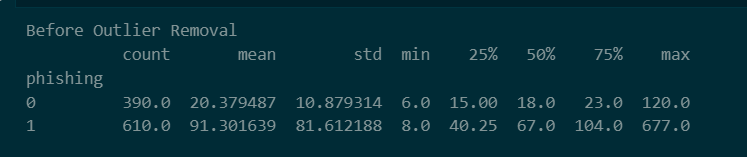 Before Outlier Removal
count mean std min 25% 50% 75% max
phishing
0 390.0 20.379487 10.879314 6.0 15.00 18.0 23.0 120.0
1 610.0 91.301639 81.612188 8.0 40.25 67.0 104.0 677.0